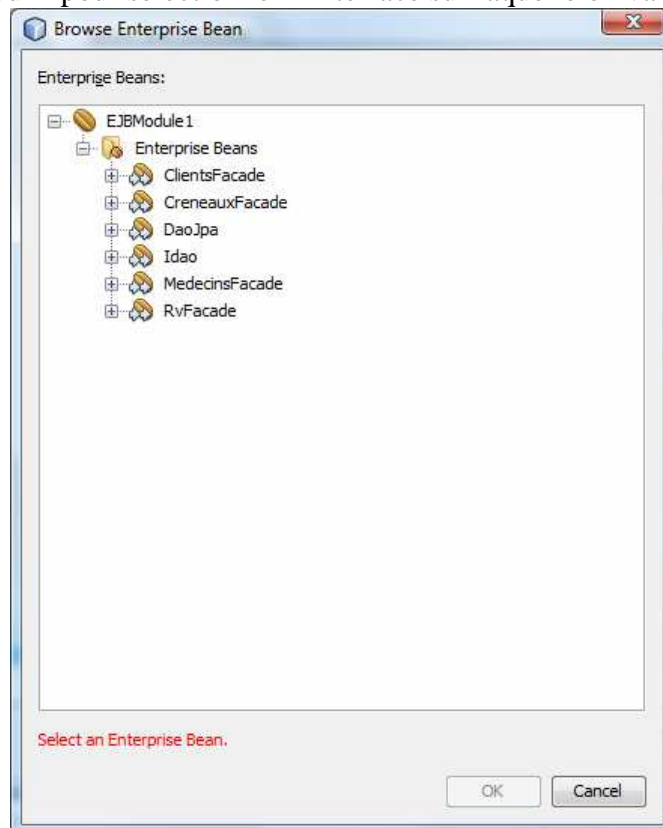 Browse Enterprise Bean
Enterprise Beans:
EJBModule1
Enterprise Beans
ClientsFacade
CreneauxFacade
DaoJpa
Idao
MedecinsFacade
RvFacade
Select an Enterprise Bean.
OK Cancel